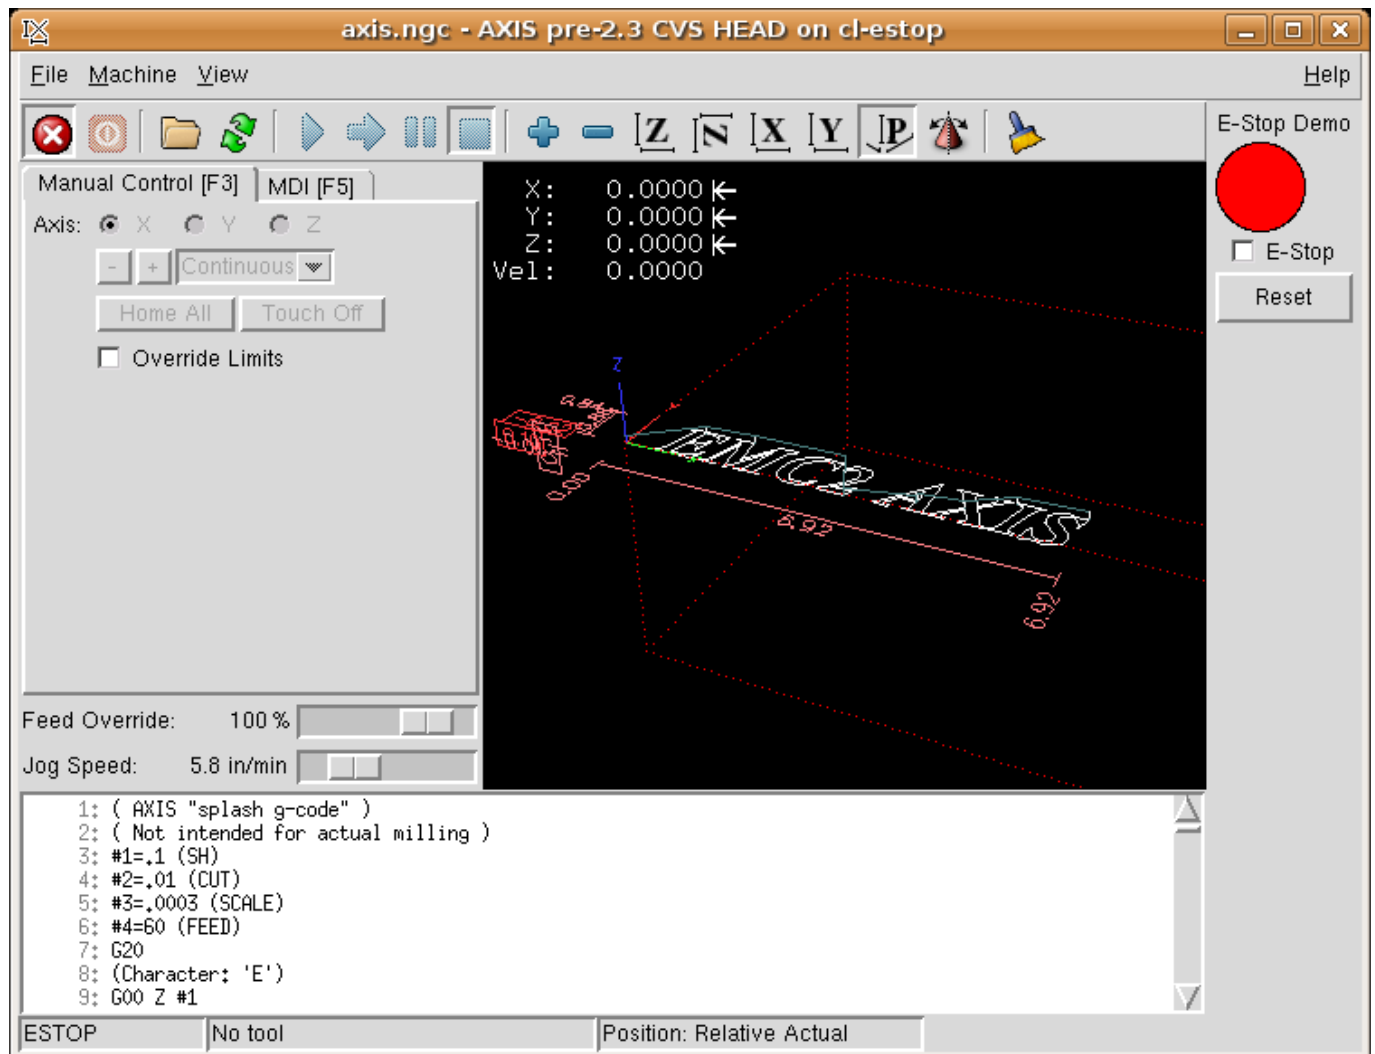 axis.ngc - AXIS pre-2.3 CVS HEAD on cl-estop
File Machine View Help
Z N X Y P
E-Stop Demo
E-Stop
Reset
Manual Control [F3] MDI [F5]
Axis: X Y Z
- + Continuous
Home All Touch Off
Override Limits
X: 0.0000
Y: 0.0000
Z: 0.0000
Vel: 0.0000
Z
0.00
EMC2 AXIS
6.92
6.92
Feed Override: 100 %
Jog Speed: 5.8 in/min
1: ( AXIS "splash g-code" )
2: ( Not intended for actual milling )
3: #1=.1 (SH)
4: #2=.01 (CUT)
5: #3=.0003 (SCALE)
6: #4=60 (FEED)
7: G20
8: (Character: 'E')
9: G00 Z #1
ESTOP No tool Position: Relative Actual